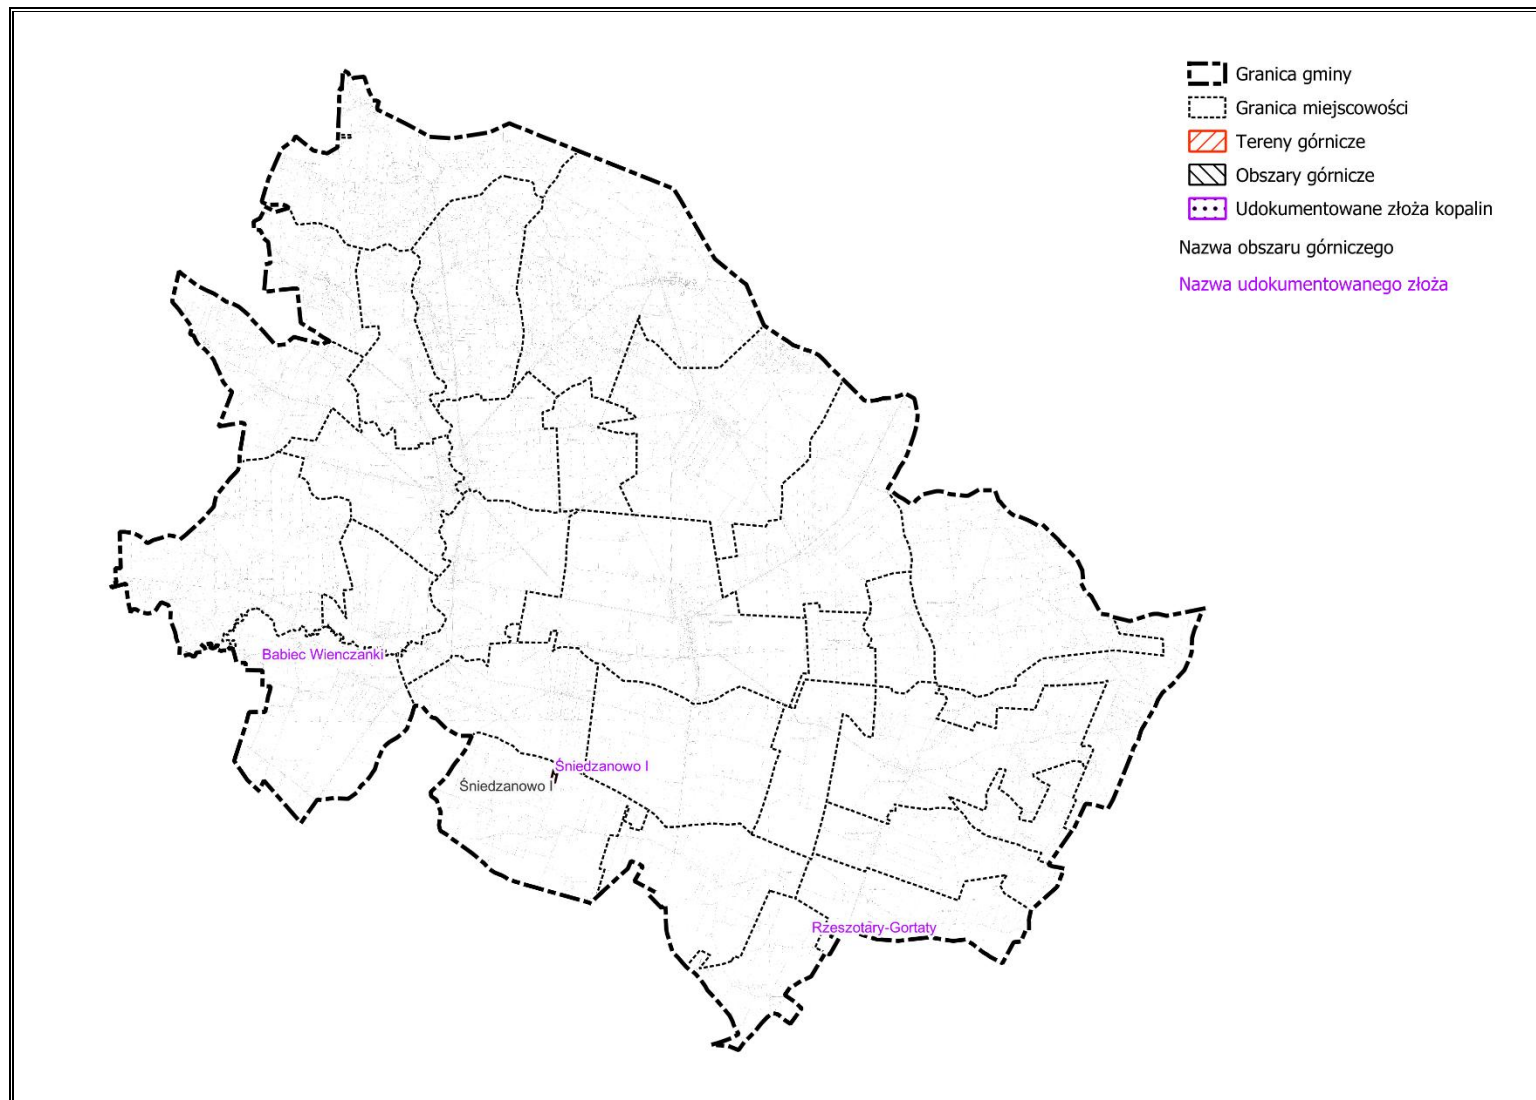 Granica gminy
Granica miejscowości
Tereny górnicze
Obszary górnicze
Udokumentowane złoża kopalin
Nazwa obszaru górniczego
Nazwa udokumentowanego złoża
Babiec Wienczanki
Śniedzanowo I
Śniedzanowo I
Rzeszotary-Gortaty